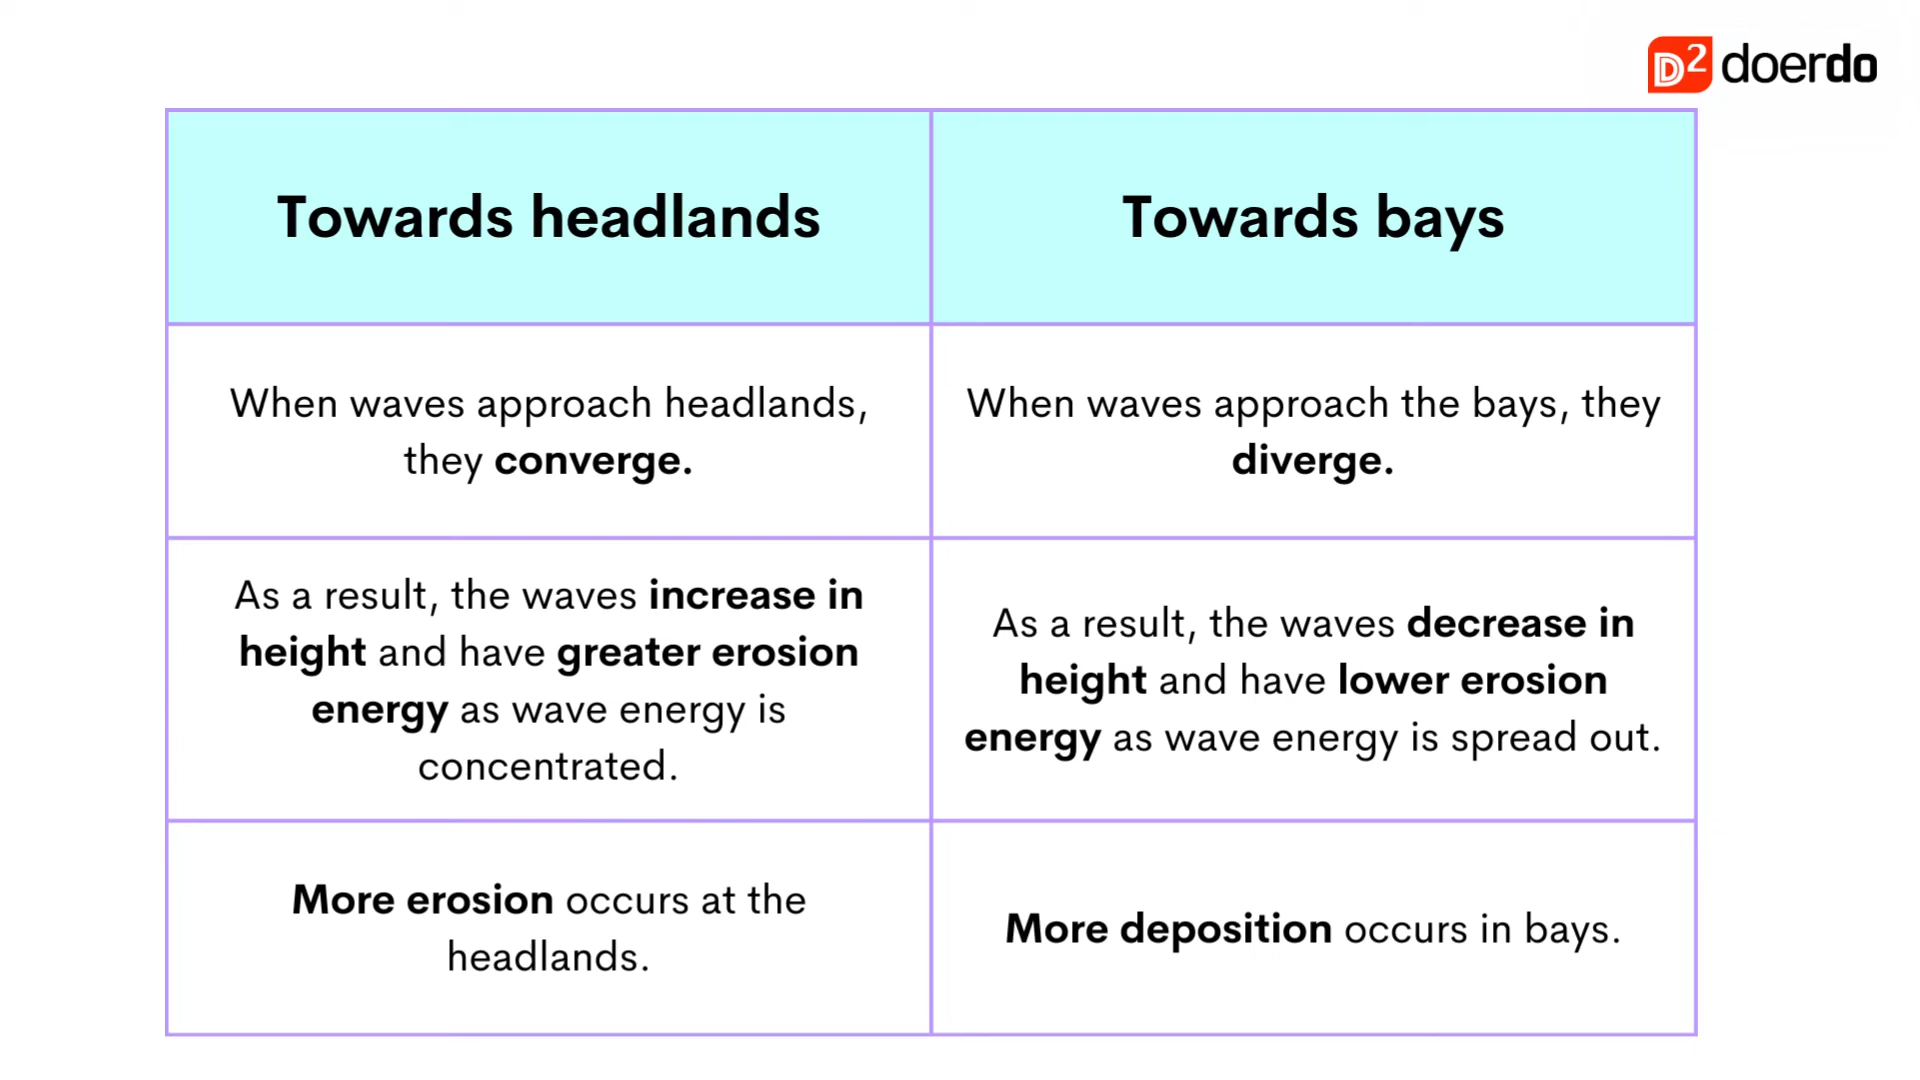 D2 doerdo
Towards headlands
Towards bays
When waves approach headlands,
they converge.
When waves approach the bays, they
diverge.
As a result, the waves increase in
height and have greater erosion
energy as wave energy is
concentrated.
As a result, the waves decrease in
height and have lower erosion
energy as wave energy is spread out.
More erosion occurs at the
headlands.
More deposition occurs in bays.